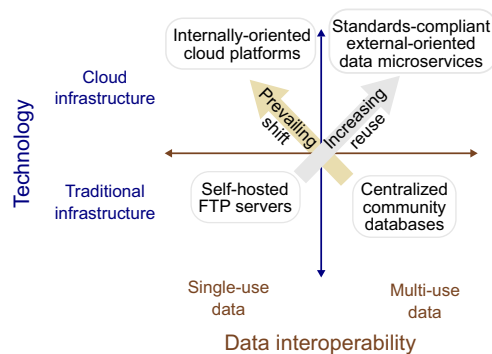 Internally-oriented
cloud platforms
Standards-compliant
external-oriented
data microservices
Cloud
infrastructure
Prevailing
shift
Increasing
reuse
Technology
Traditional
infrastructure
Self-hosted
FTP servers
Centralized
community
databases
Single-use
data
Multi-use
data
Data interoperability